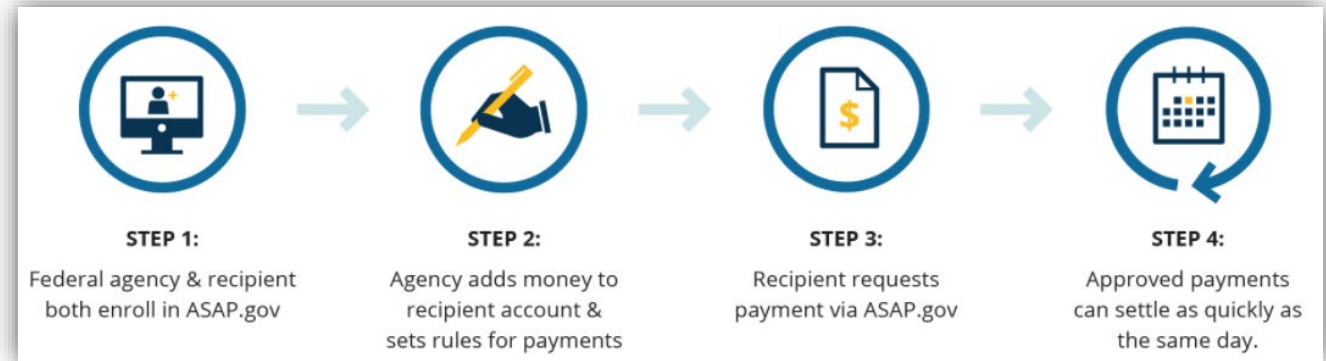 STEP 1:
Federal agency & recipient
both enroll in ASAP.gov
STEP 2:
Agency adds money to
recipient account &
sets rules for payments
$
STEP 3:
Recipient requests
payment via ASAP.gov
STEP 4:
Approved payments
can settle as quickly as
the same day.